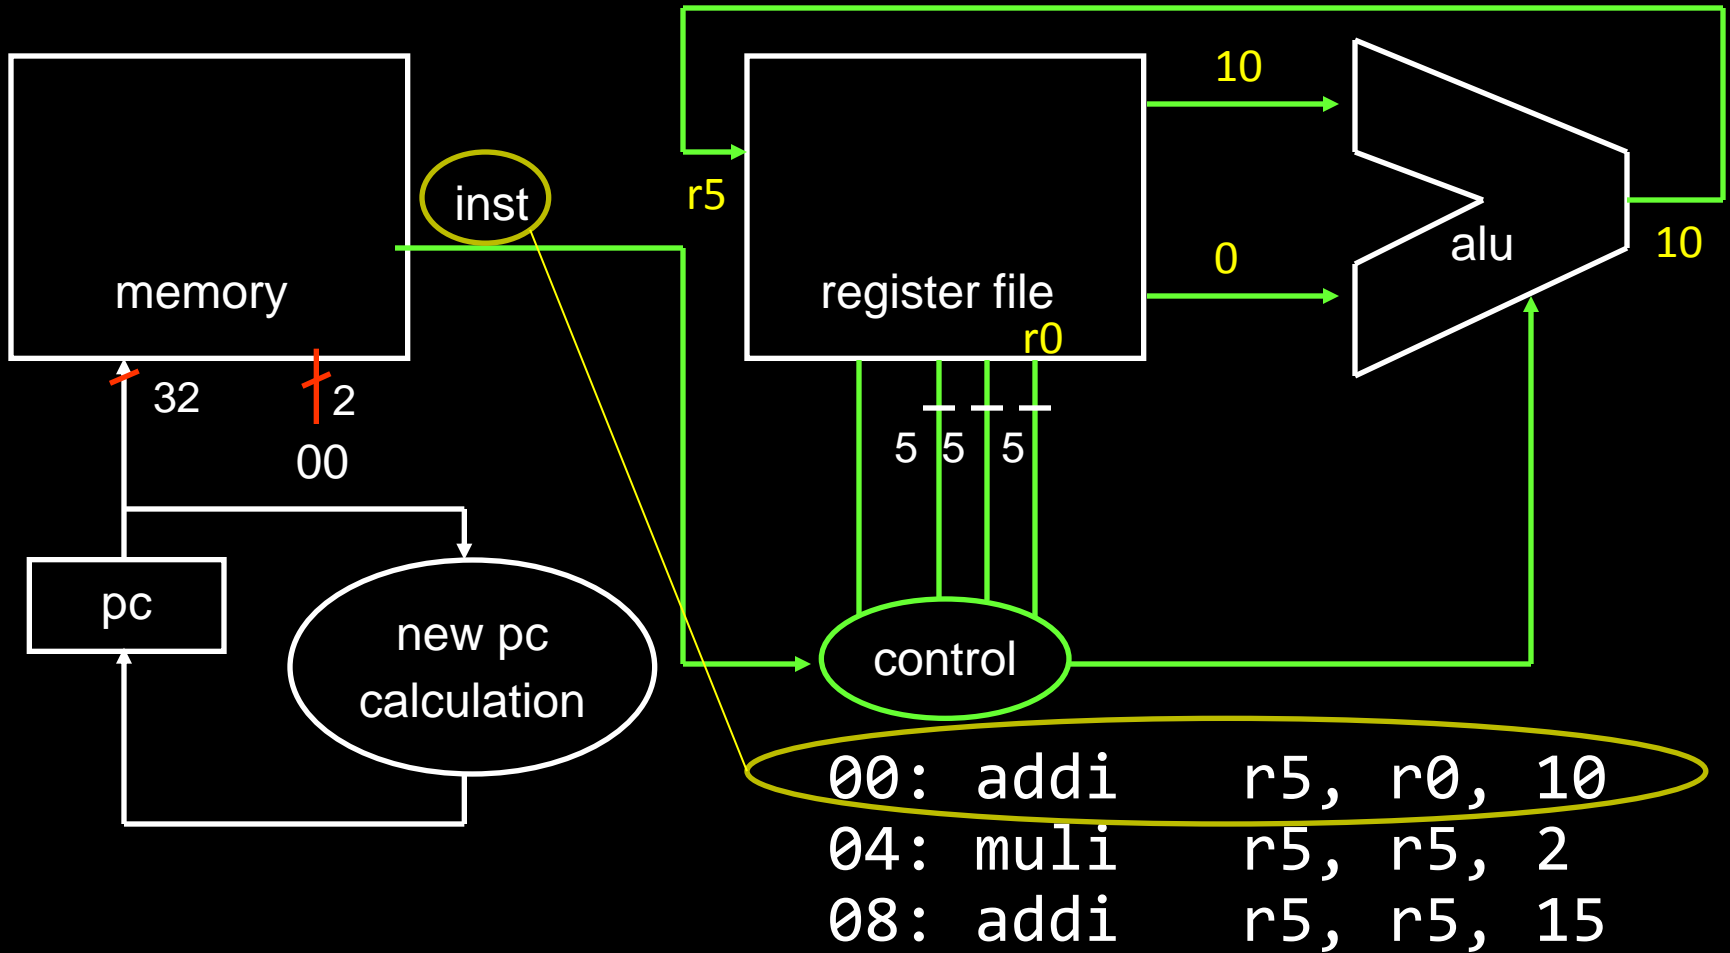 10
inst
r5
0
alu
10
memory
register file
r0
32
2
00
5 5 5
pc
new pc
calculation
control
00: addi r5, r0, 10
04: muli r5, r5, 2
08: addi r5, r5, 15